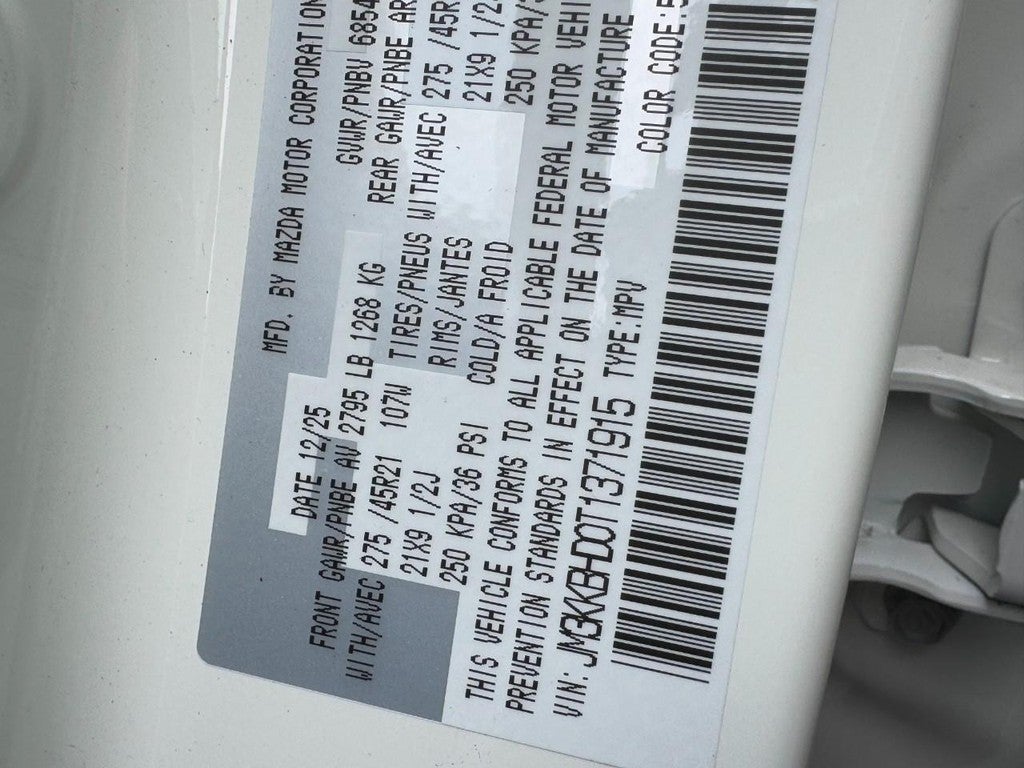 MFD. BY MAZDA MOTOR CORPORATION
DATE 12/25
GVWR/PNBV 6854
FRONT GAWR/PNBE AV 2795 LB 1268 KG
REAR GAWR/PNBE AR
WITH/AVEC 275 /45R21 107W
TIRES/PNEUS WITH/AVEC 275 /45R
21X9 1/2J
RIMS/JANTES
21X9 1/2
250 KPA/36 PSI
COLD/A FROID
250 KPA/
THIS VEHICLE CONFORMS TO ALL APPLICABLE FEDERAL MOTOR VEHI
PREVENTION STANDARDS IN EFFECT ON THE DATE OF MANUFACTURE
VIN: JM3KKBHD0T1371915 TYPE:MPV
COLOR CODE: